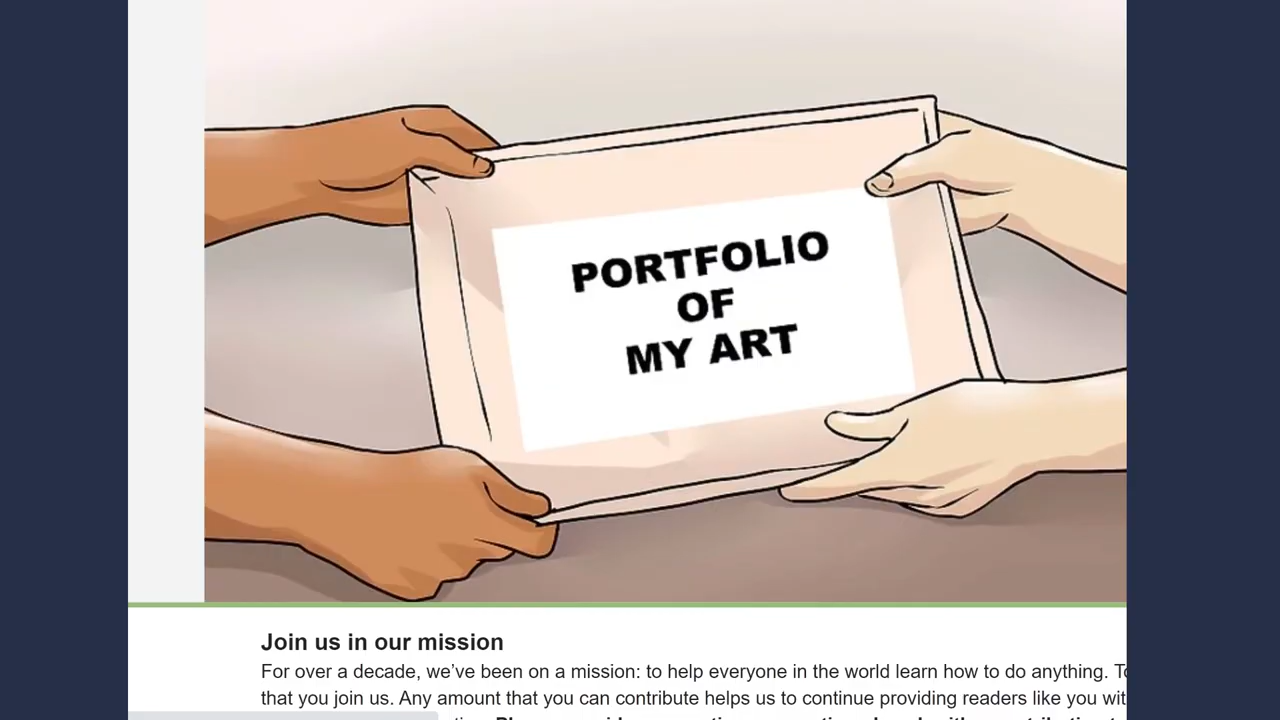 PORTFOLIO
OF
MY ART
Join us in our mission
For over a decade, we’ve been on a mission: to help everyone in the world learn how to do anything.
that you join us. Any amount that you can contribute helps us to continue providing readers like you